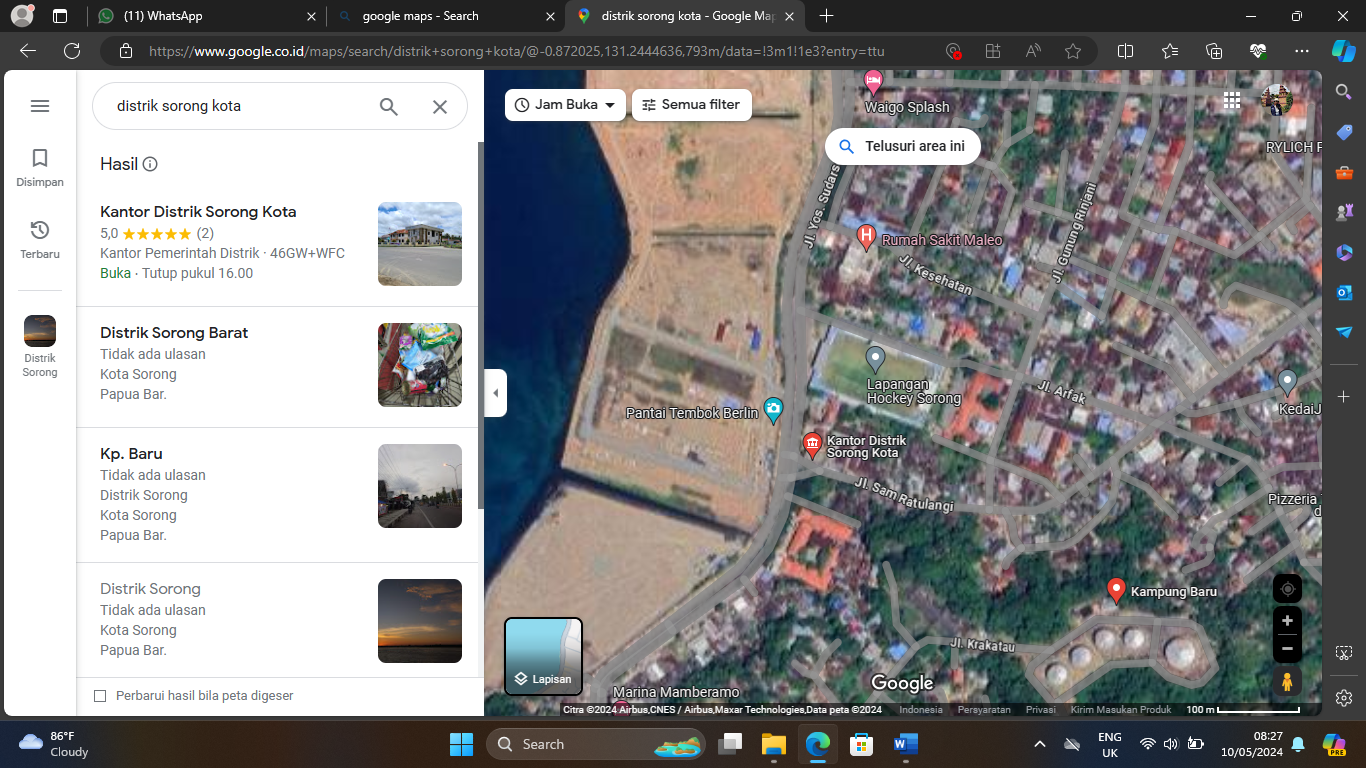 (11) WhatsApp
google maps - Search
distrik sorong kota - Google Map
https://www.google.co.id/maps/search/distrik+sorong+kota/@-0.872025,131.2444636,793m/data=!3m1!1e3?entry=ttu
distrik sorong kota
Disimpan
Terbaru
Distrik
Sorong
Hasil
Kantor Distrik Sorong Kota
5,0 (2)
Kantor Pemerintah Distrik · 46GW+WFC
Buka · Tutup pukul 16.00
Distrik Sorong Barat
Tidak ada ulasan
Kota Sorong
Papua Bar.
Kp. Baru
Tidak ada ulasan
Distrik Sorong
Kota Sorong
Papua Bar.
Distrik Sorong
Tidak ada ulasan
Kota Sorong
Papua Bar.
Perbarui hasil bila peta digeser
Jam Buka
Semua filter
Waigo Splash
Telusuri area ini
RYLICH
Jl. Yos. Sudars
Rumah Sakit Maleo
Jl. Gunung Rinjani
Jl. Kesehatan
Lapangan
Hockey Sorong
Jl. Arfak
KedaiJ
Pantai Tembok Berlin
Kantor Distrik
Sorong Kota
Jl. Sam Ratulangi
Pizzeria
d
Kampung Baru
Jl. Krakatau
Lapisan
Marina Mamberamo
Google
Citra ©2024 Airbus,CNES / Airbus,Maxar Technologies,Data peta ©2024
Indonesia
Persyaratan
Privasi
Kirim Masukan Produk
100 m
86°F
Cloudy
Search
ENG
UK
08:27
10/05/2024
PRE